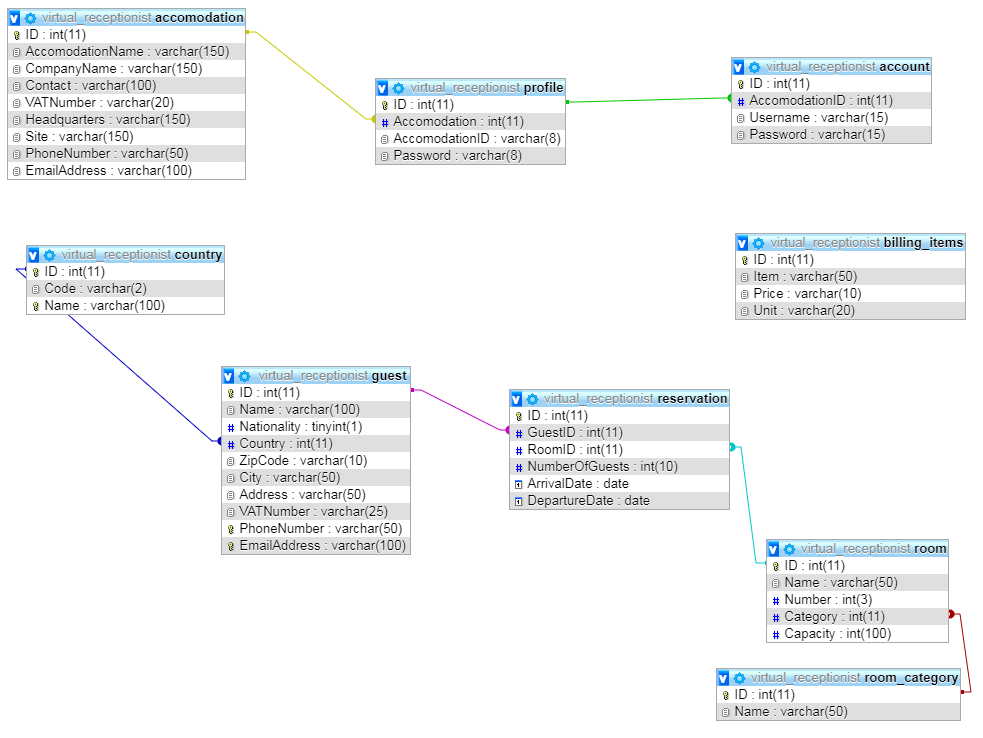 virtual_receptionist accomodation
ID : int(11)
AccomodationName : varchar(150)
CompanyName : varchar(150)
Contact : varchar(100)
VATNumber : varchar(20)
Headquarters : varchar(150)
Site : varchar(150)
PhoneNumber : varchar(50)
EmailAddress : varchar(100)
virtual_receptionist profile
ID : int(11)
Accomodation : int(11)
AccomodationID : varchar(8)
Password : varchar(8)
virtual_receptionist account
ID : int(11)
AccomodationID : int(11)
Username : varchar(15)
Password : varchar(15)
virtual_receptionist country
ID : int(11)
Code : varchar(2)
Name : varchar(100)
virtual_receptionist billing_items
ID : int(11)
Item : varchar(50)
Price : varchar(10)
Unit : varchar(20)
virtual_receptionist guest
ID : int(11)
Name : varchar(100)
Nationality : tinyint(1)
Country : int(11)
ZipCode : varchar(10)
City : varchar(50)
Address : varchar(50)
VATNumber : varchar(25)
PhoneNumber : varchar(50)
EmailAddress : varchar(100)
virtual_receptionist reservation
ID : int(11)
GuestID : int(11)
RoomID : int(11)
NumberOfGuests : int(10)
ArrivalDate : date
DepartureDate : date
virtual_receptionist room
ID : int(11)
Name : varchar(50)
Number : int(3)
Category : int(11)
Capacity : int(100)
virtual_receptionist room_category
ID : int(11)
Name : varchar(50)